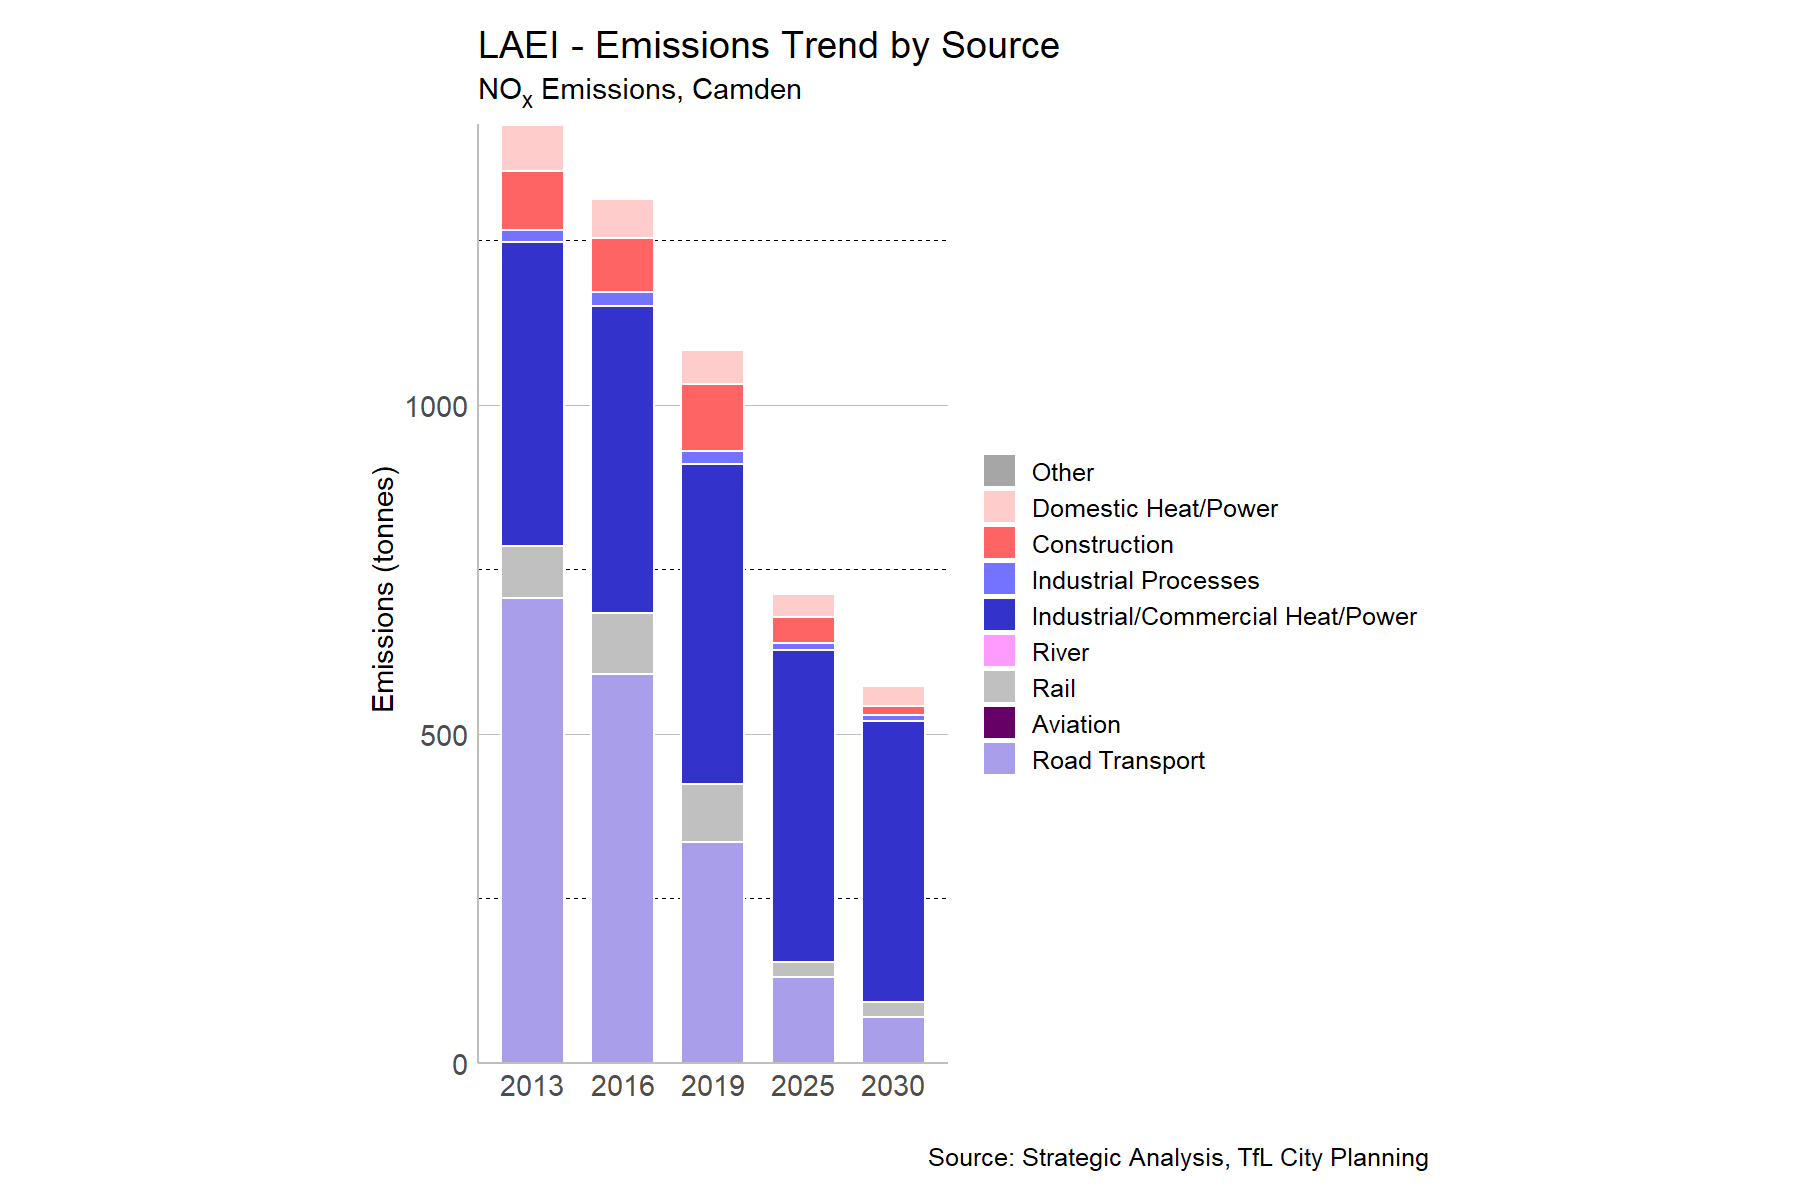 LAEI - Emissions Trend by Source
NOx Emissions, Camden
Emissions (tonnes)
1000
500
0
2013 2016 2019 2025 2030
Other
Domestic Heat/Power
Construction
Industrial Processes
Industrial/Commercial Heat/Power
River
Rail
Aviation
Road Transport
Source: Strategic Analysis, TfL City Planning